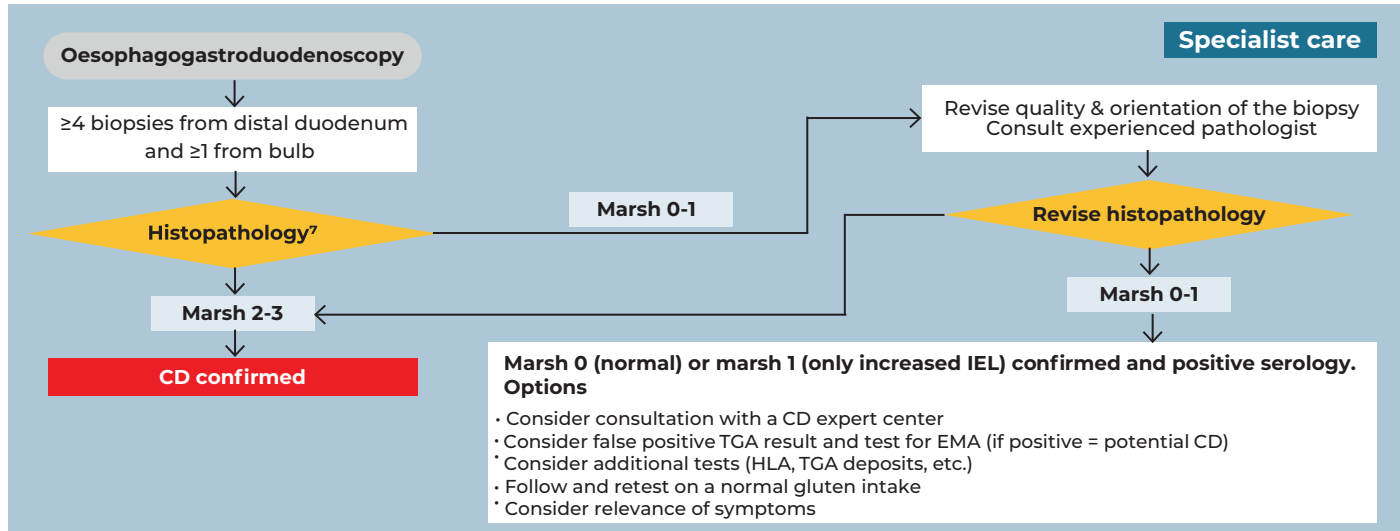 Specialist care
Oesophagogastroduodenoscopy
≥4 biopsies from distal duodenum
and ≥1 from bulb
Histopathology⁷
Marsh 0-1
Marsh 2-3
CD confirmed
Revise quality & orientation of the biopsy
Consult experienced pathologist
Revise histopathology
Marsh 0-1
Marsh 0 (normal) or marsh 1 (only increased IEL) confirmed and positive serology.
Options
· Consider consultation with a CD expert center
· Consider false positive TGA result and test for EMA (if positive = potential CD)
· Consider additional tests (HLA, TGA deposits, etc.)
· Follow and retest on a normal gluten intake
· Consider relevance of symptoms